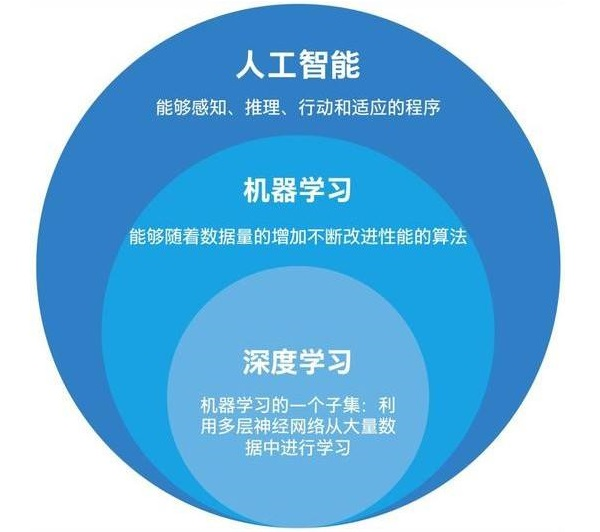 人工智能
能够感知、推理、行动和适应的程序
机器学习
能够随着数据量的增加不断改进性能的算法
深度学习
机器学习的一个子集：利
用多层神经网络从大量数
据中进行学习